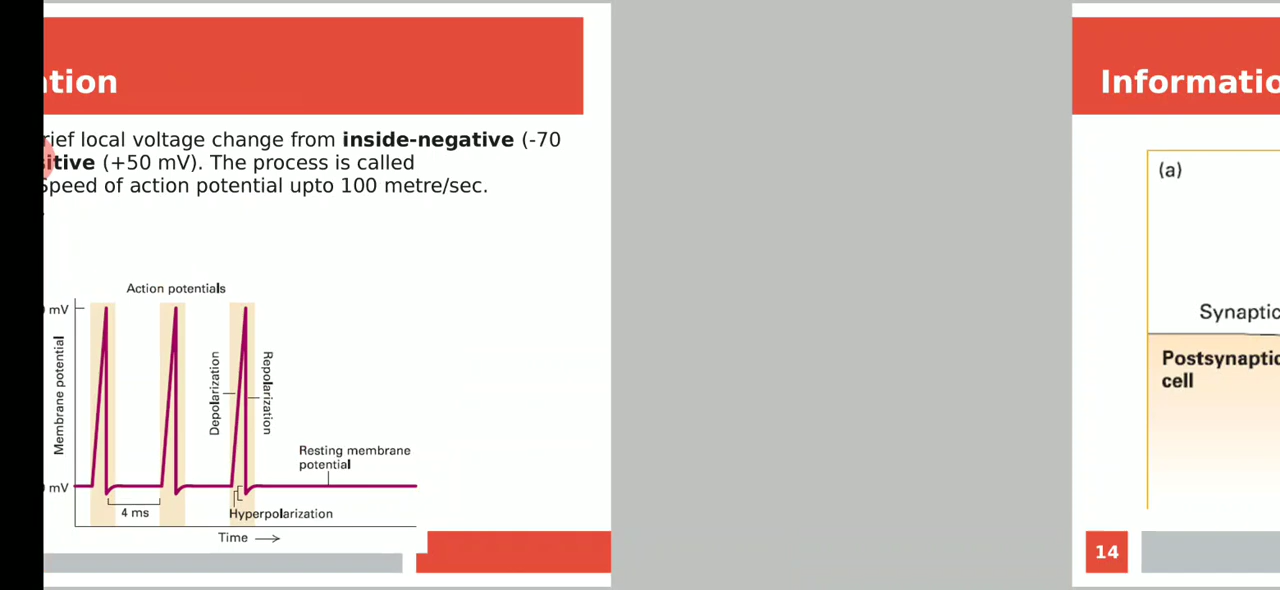 ation
rief local voltage change from inside-negative (-70
sitive (+50 mV). The process is called
Speed of action potential upto 100 metre/sec.
Action potentials
mV
Membrane potential
Depolarization
Repolarization
Resting membrane
potential
mV
4 ms
Hyperpolarization
Time
Informatio
(a)
Synaptic
Postsynaptic
cell
14